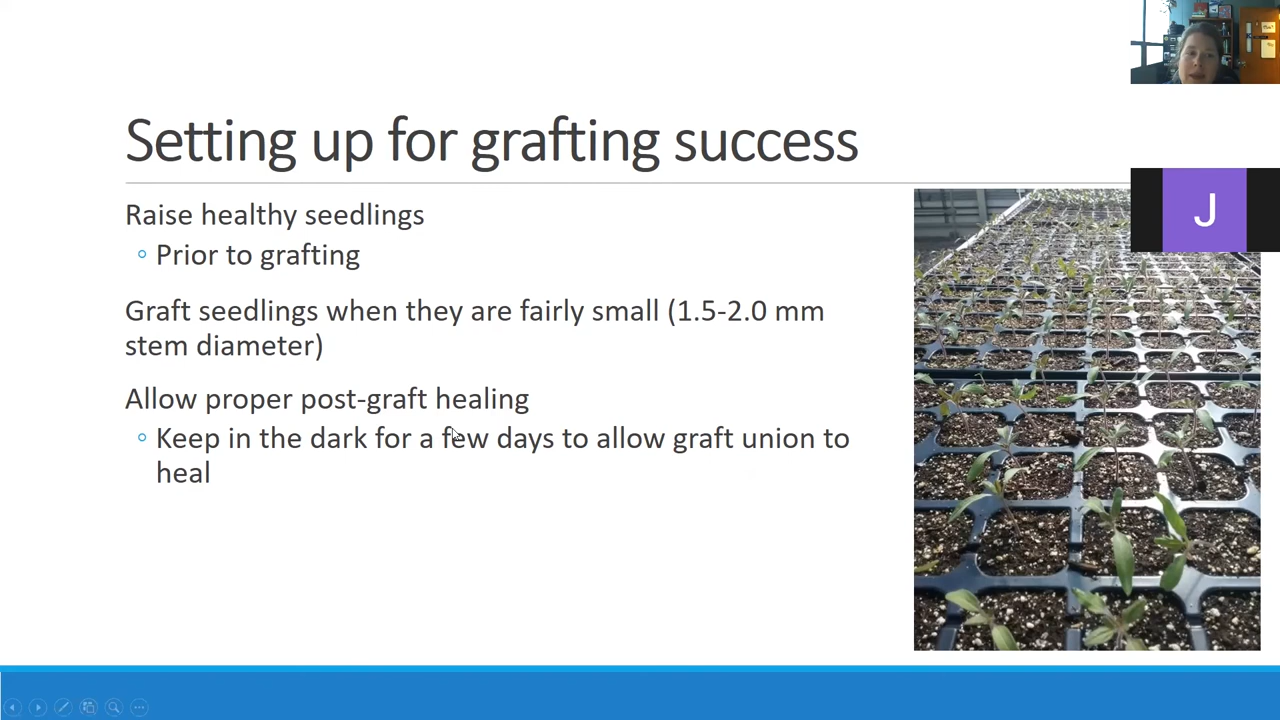 Setting up for grafting success
J
Raise healthy seedlings
Prior to grafting
Graft seedlings when they are fairly small (1.5-2.0 mm
stem diameter)
Allow proper post-graft healing
Keep in the dark for a few days to allow graft union to
heal